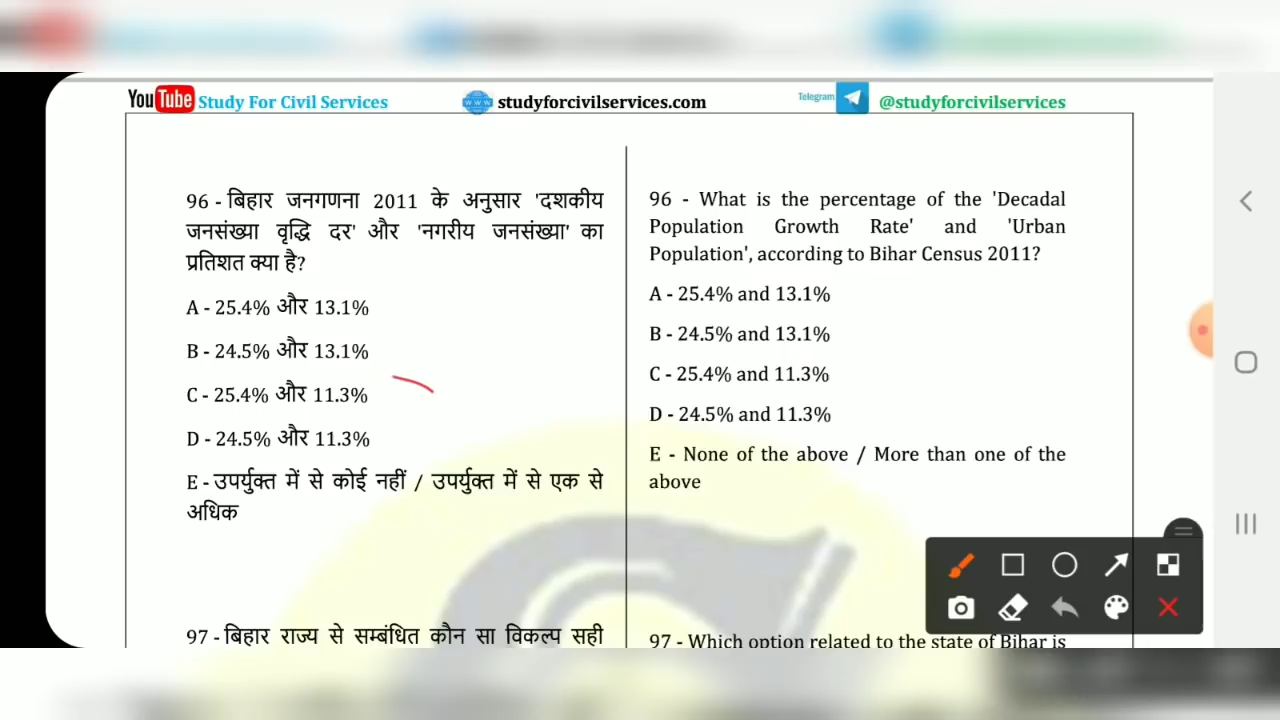 YouTube Study For Civil Services
www studyforcivilservices.com
Telegram @studyforcivilservices
96 - बिहार जनगणना 2011 के अनुसार 'दशकीय
जनसंख्या वृद्धि दर' और 'नगरीय जनसंख्या' का
प्रतिशत क्या है?
A - 25.4% और 13.1%
B - 24.5% और 13.1%
C - 25.4% और 11.3%
D - 24.5% और 11.3%
E - उपर्युक्त में से कोई नहीं / उपर्युक्त में से एक से
अधिक
97 - बिहार राज्य से सम्बंधित कौन सा विकल्प सही
96 - What is the percentage of the 'Decadal
Population Growth Rate' and 'Urban
Population', according to Bihar Census 2011?
A - 25.4% and 13.1%
B - 24.5% and 13.1%
C - 25.4% and 11.3%
D - 24.5% and 11.3%
E - None of the above / More than one of the
above
97 - Which option related to the state of Bihar is